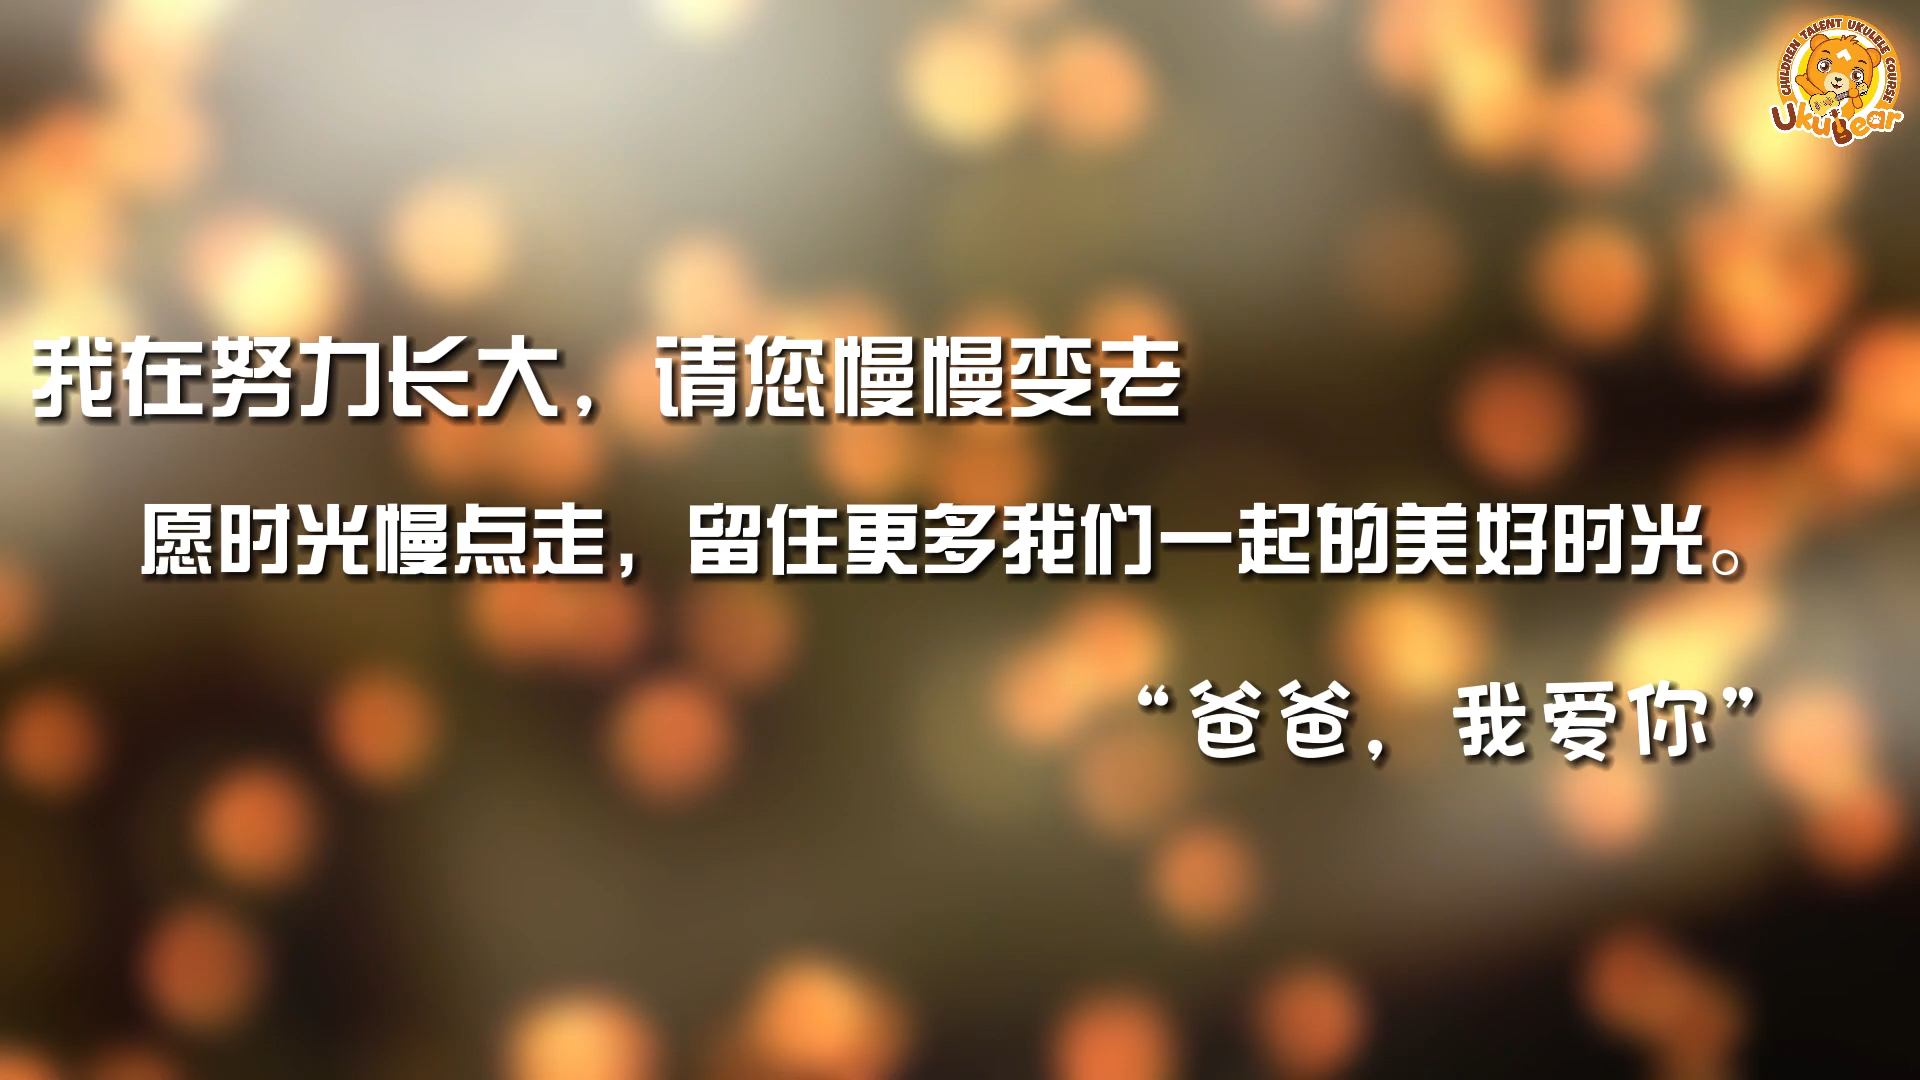 CHILDREN TALENT UKULELE COURSE
UkuBear
我在努力长大，请您慢慢变老
愿时光慢点走，留住更多我们一起的美好时光。
“爸爸，我爱你”